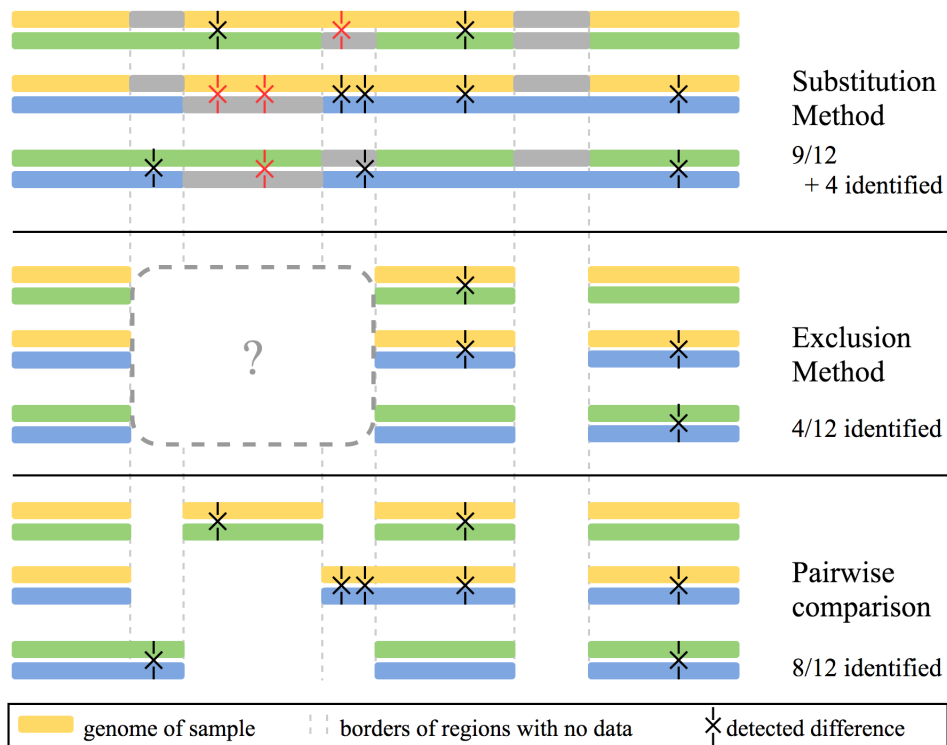 Substitution
Method
9/12
+ 4 identified
?
Exclusion
Method
4/12 identified
Pairwise
comparison
8/12 identified
genome of sample
borders of regions with no data
detected difference